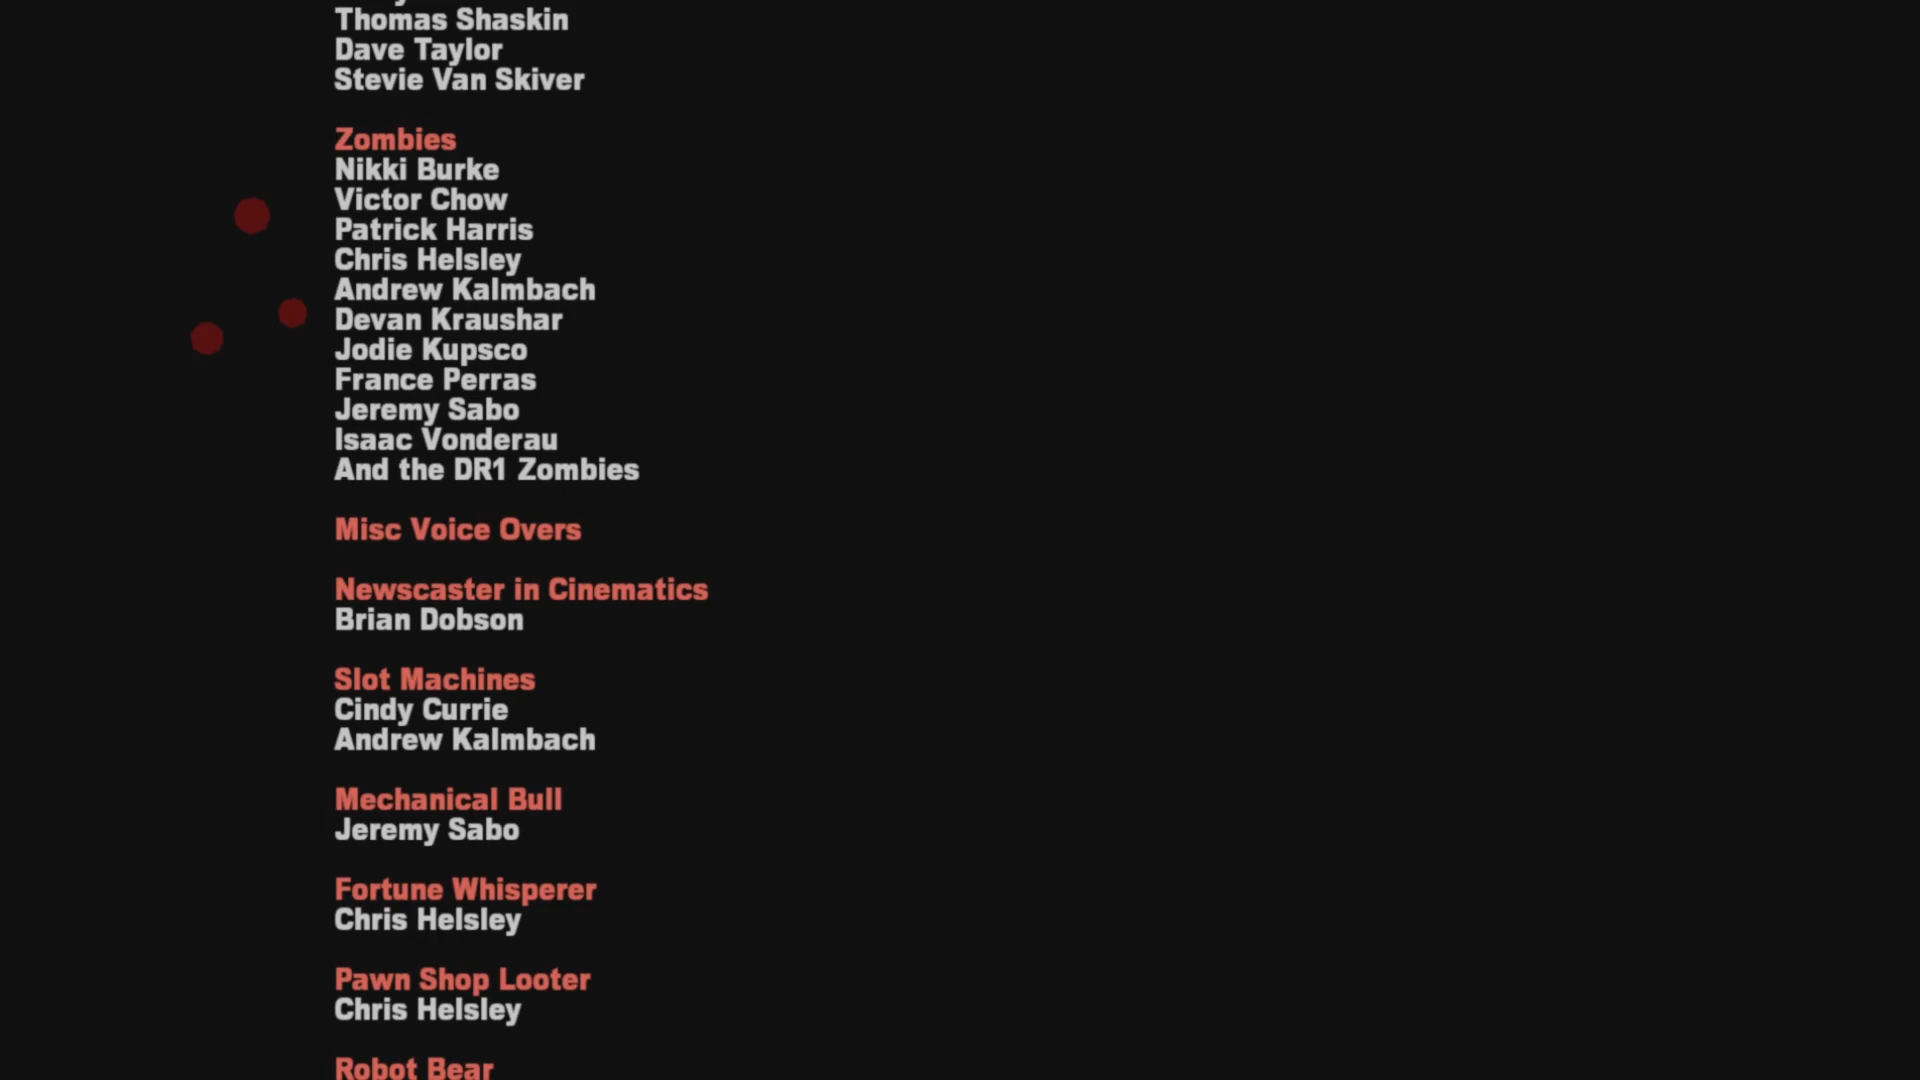 Thomas Shaskin
Dave Taylor
Stevie Van Skiver
Zombies
Nikki Burke
Victor Chow
Patrick Harris
Chris Helsley
Andrew Kalmbach
Devan Kraushar
Jodie Kupsco
France Perras
Jeremy Sabo
Isaac Vonderau
And the DR1 Zombies
Misc Voice Overs
Newscaster in Cinematics
Brian Dobson
Slot Machines
Cindy Currie
Andrew Kalmbach
Mechanical Bull
Jeremy Sabo
Fortune Whisperer
Chris Helsley
Pawn Shop Looter
Chris Helsley
Robot Bear